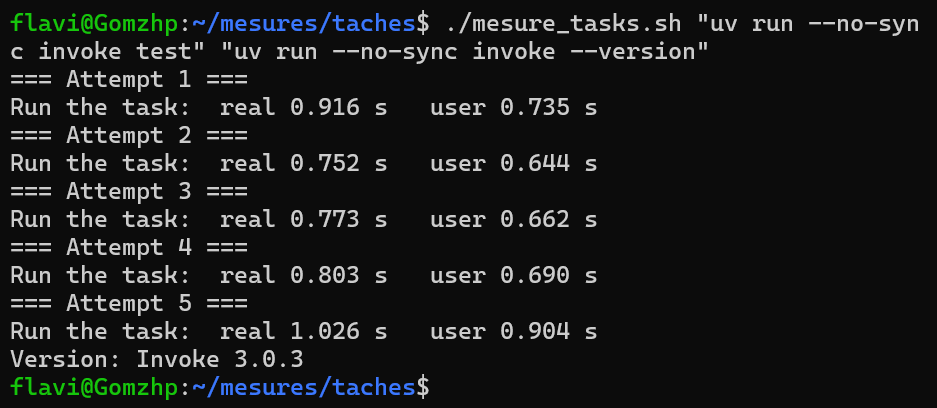 flavi@Gomzhp:~/mesures/taches$ ./mesure_tasks.sh "uv run --no-syn
c invoke test" "uv run --no-sync invoke --version"
=== Attempt 1 ===
Run the task:  real 0.916 s   user 0.735 s
=== Attempt 2 ===
Run the task:  real 0.752 s   user 0.644 s
=== Attempt 3 ===
Run the task:  real 0.773 s   user 0.662 s
=== Attempt 4 ===
Run the task:  real 0.803 s   user 0.690 s
=== Attempt 5 ===
Run the task:  real 1.026 s   user 0.904 s
Version: Invoke 3.0.3
flavi@Gomzhp:~/mesures/taches$